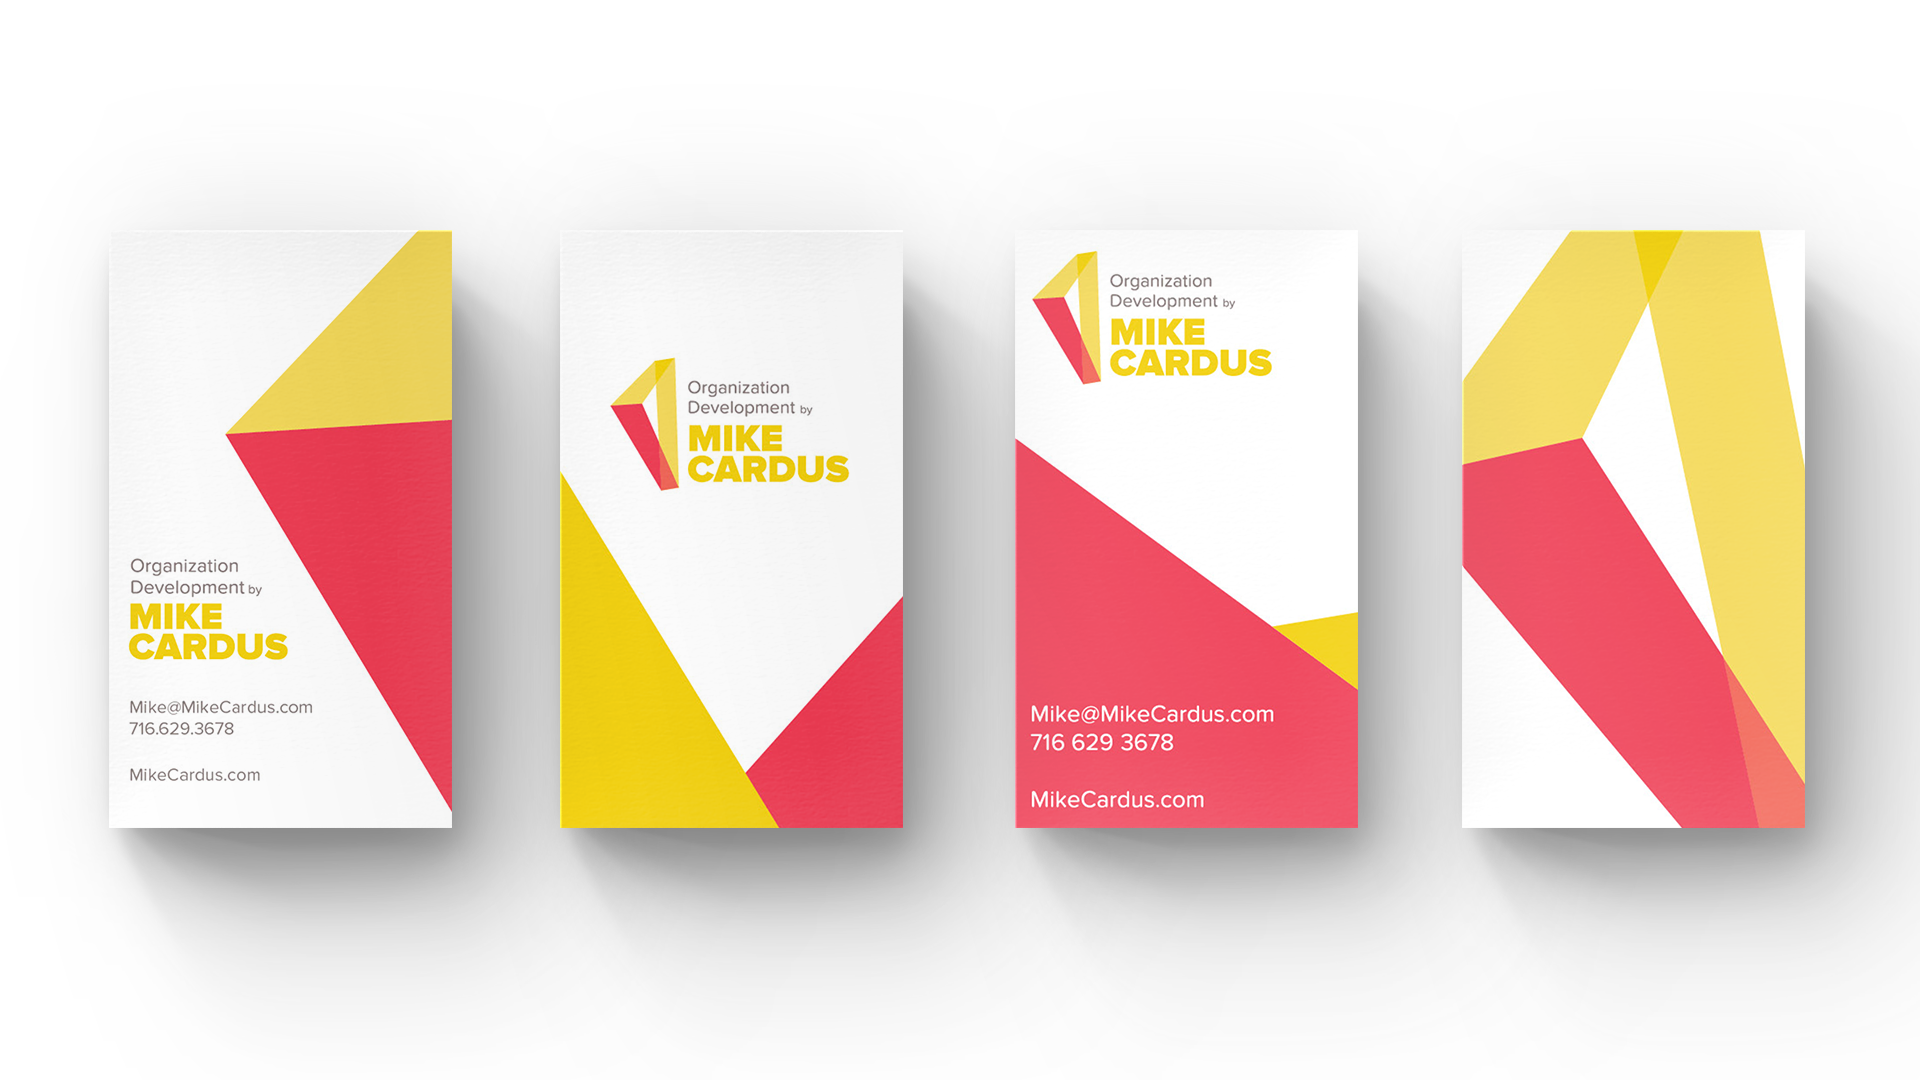 Organization
Development by
MIKE
CARDUS
Mike@MikeCardus.com
716.629.3678
MikeCardus.com
Organization
Development by
MIKE
CARDUS
Organization
Development by
MIKE
CARDUS
Mike@MikeCardus.com
716 629 3678
MikeCardus.com